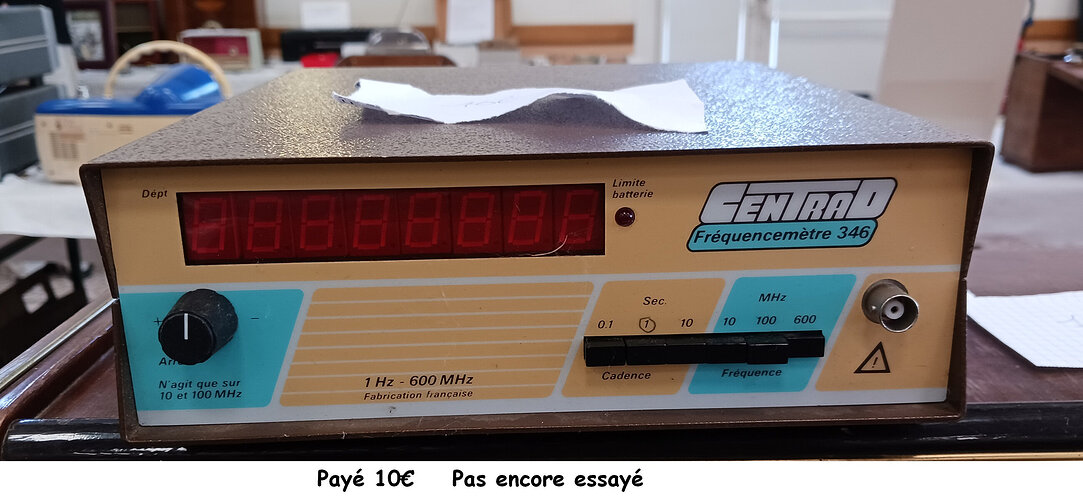 Dépt
Limite
batterie
CENTRAD
Fréquencemètre 346
Sec.
MHz
0.1 1 10 10 100 600
+ -
Arr
N'agit que sur
10 et 100 MHz
1 Hz - 600 MHz
Fabrication française
Cadence
Fréquence
Payé 10€ Pas encore essayé